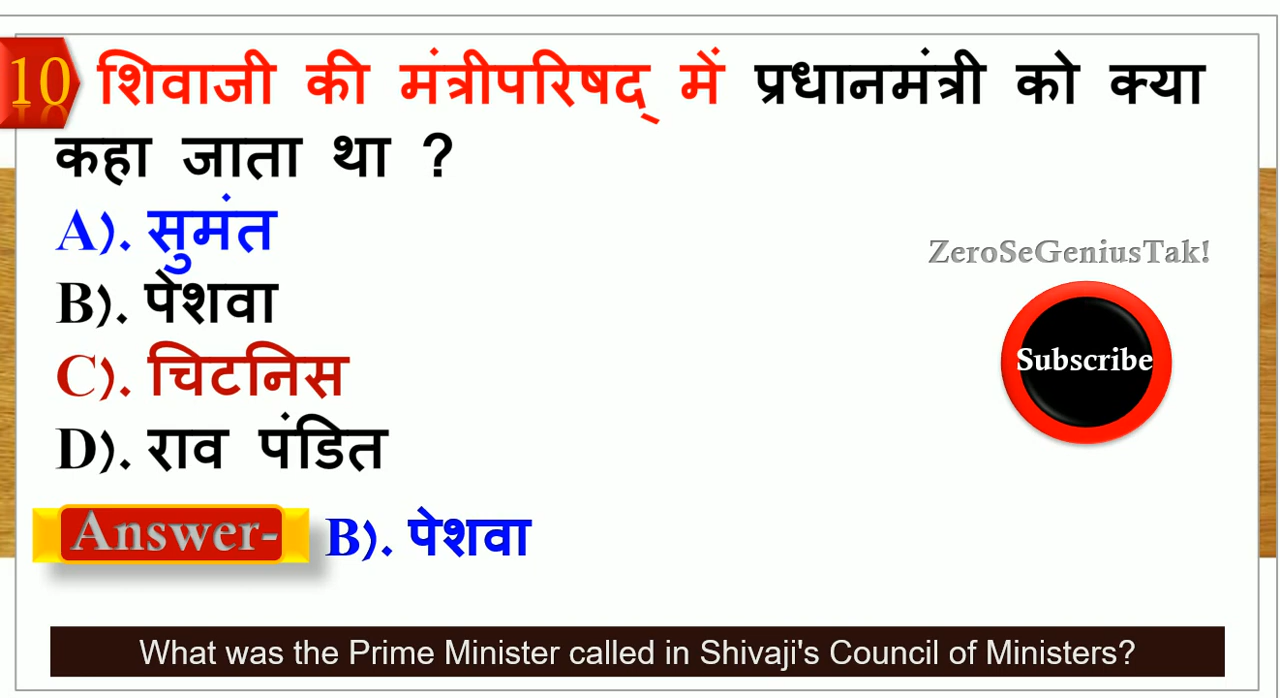 10 शिवाजी की मंत्रीपरिषद् में प्रधानमंत्री को क्या
कहा जाता था ?
A). सुमंत
B). पेशवा
C). चिटनिस
D). राव पंडित
ZeroSeGeniusTak!
Subscribe
Answer- B). पेशवा
What was the Prime Minister called in Shivaji's Council of Ministers?